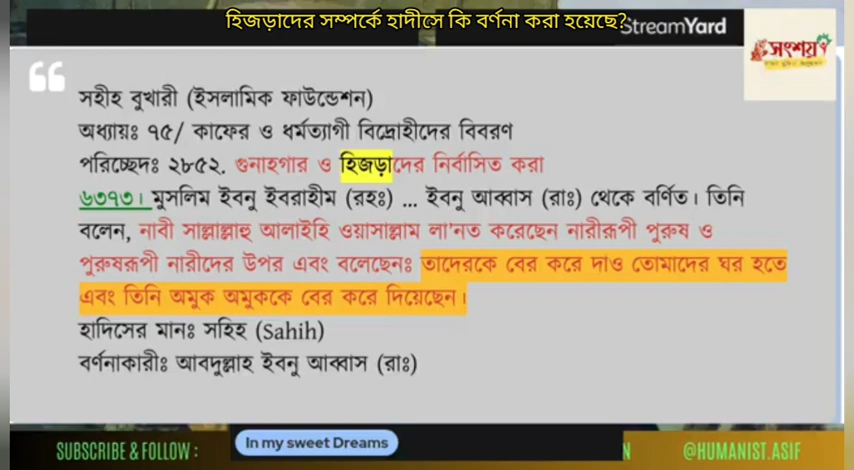 হিজড়াদের সম্পর্কে হাদীসে কি বর্ণনা করা হয়েছে?
StreamYard
সংশয়
সহীহ বুখারী (ইসলামিক ফাউন্ডেশন)
অধ্যায়ঃ ৭৫/ কাফের ও ধর্মত্যাগী বিদ্রোহীদের বিবরণ
পরিচ্ছেদঃ ২৮৫২. গুনাহগার ও হিজড়াদের নির্বাসিত করা
৬৩৭৩। মুসলিম ইবনু ইবরাহীম (রহঃ) ... ইবনু আব্বাস (রাঃ) থেকে বর্ণিত। তিনি
বলেন, নাবী সাল্লাল্লাহু আলাইহি ওয়াসাল্লাম লা'নত করেছেন নারীরূপী পুরুষ ও
পুরুষরূপী নারীদের উপর এবং বলেছেনঃ তাদেরকে বের করে দাও তোমাদের ঘর হতে
এবং তিনি অমুক অমুককে বের করে দিয়েছেন।
হাদিসের মানঃ সহিহ (Sahih)
বর্ণনাকারীঃ আবদুল্লাহ ইবনু আব্বাস (রাঃ)
SUBSCRIBE & FOLLOW :
In my sweet Dreams
N
@HUMANIST.ASIF